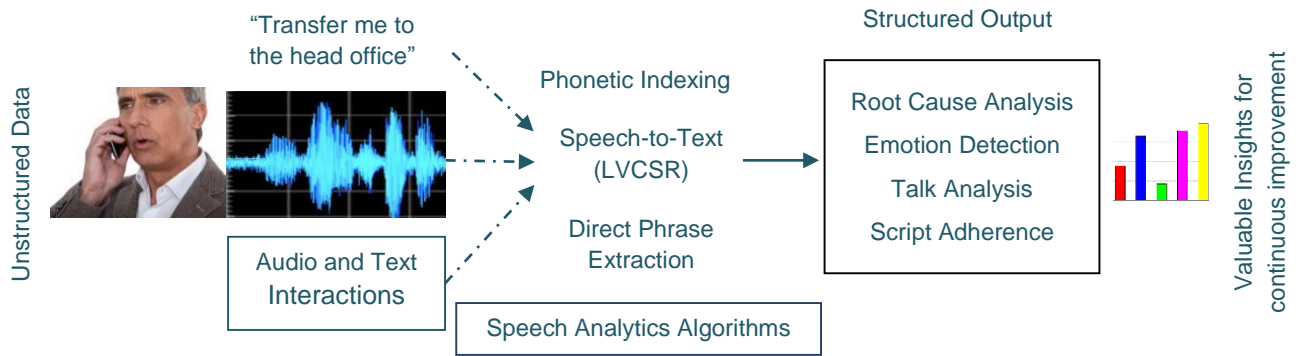 Unstructured Data
“Transfer me to
the head office”
Audio and Text
Interactions
Phonetic Indexing
Speech-to-Text
(LVCSR)
Direct Phrase
Extraction
Speech Analytics Algorithms
Structured Output
Root Cause Analysis
Emotion Detection
Talk Analysis
Script Adherence
Valuable Insights for
continuous improvement